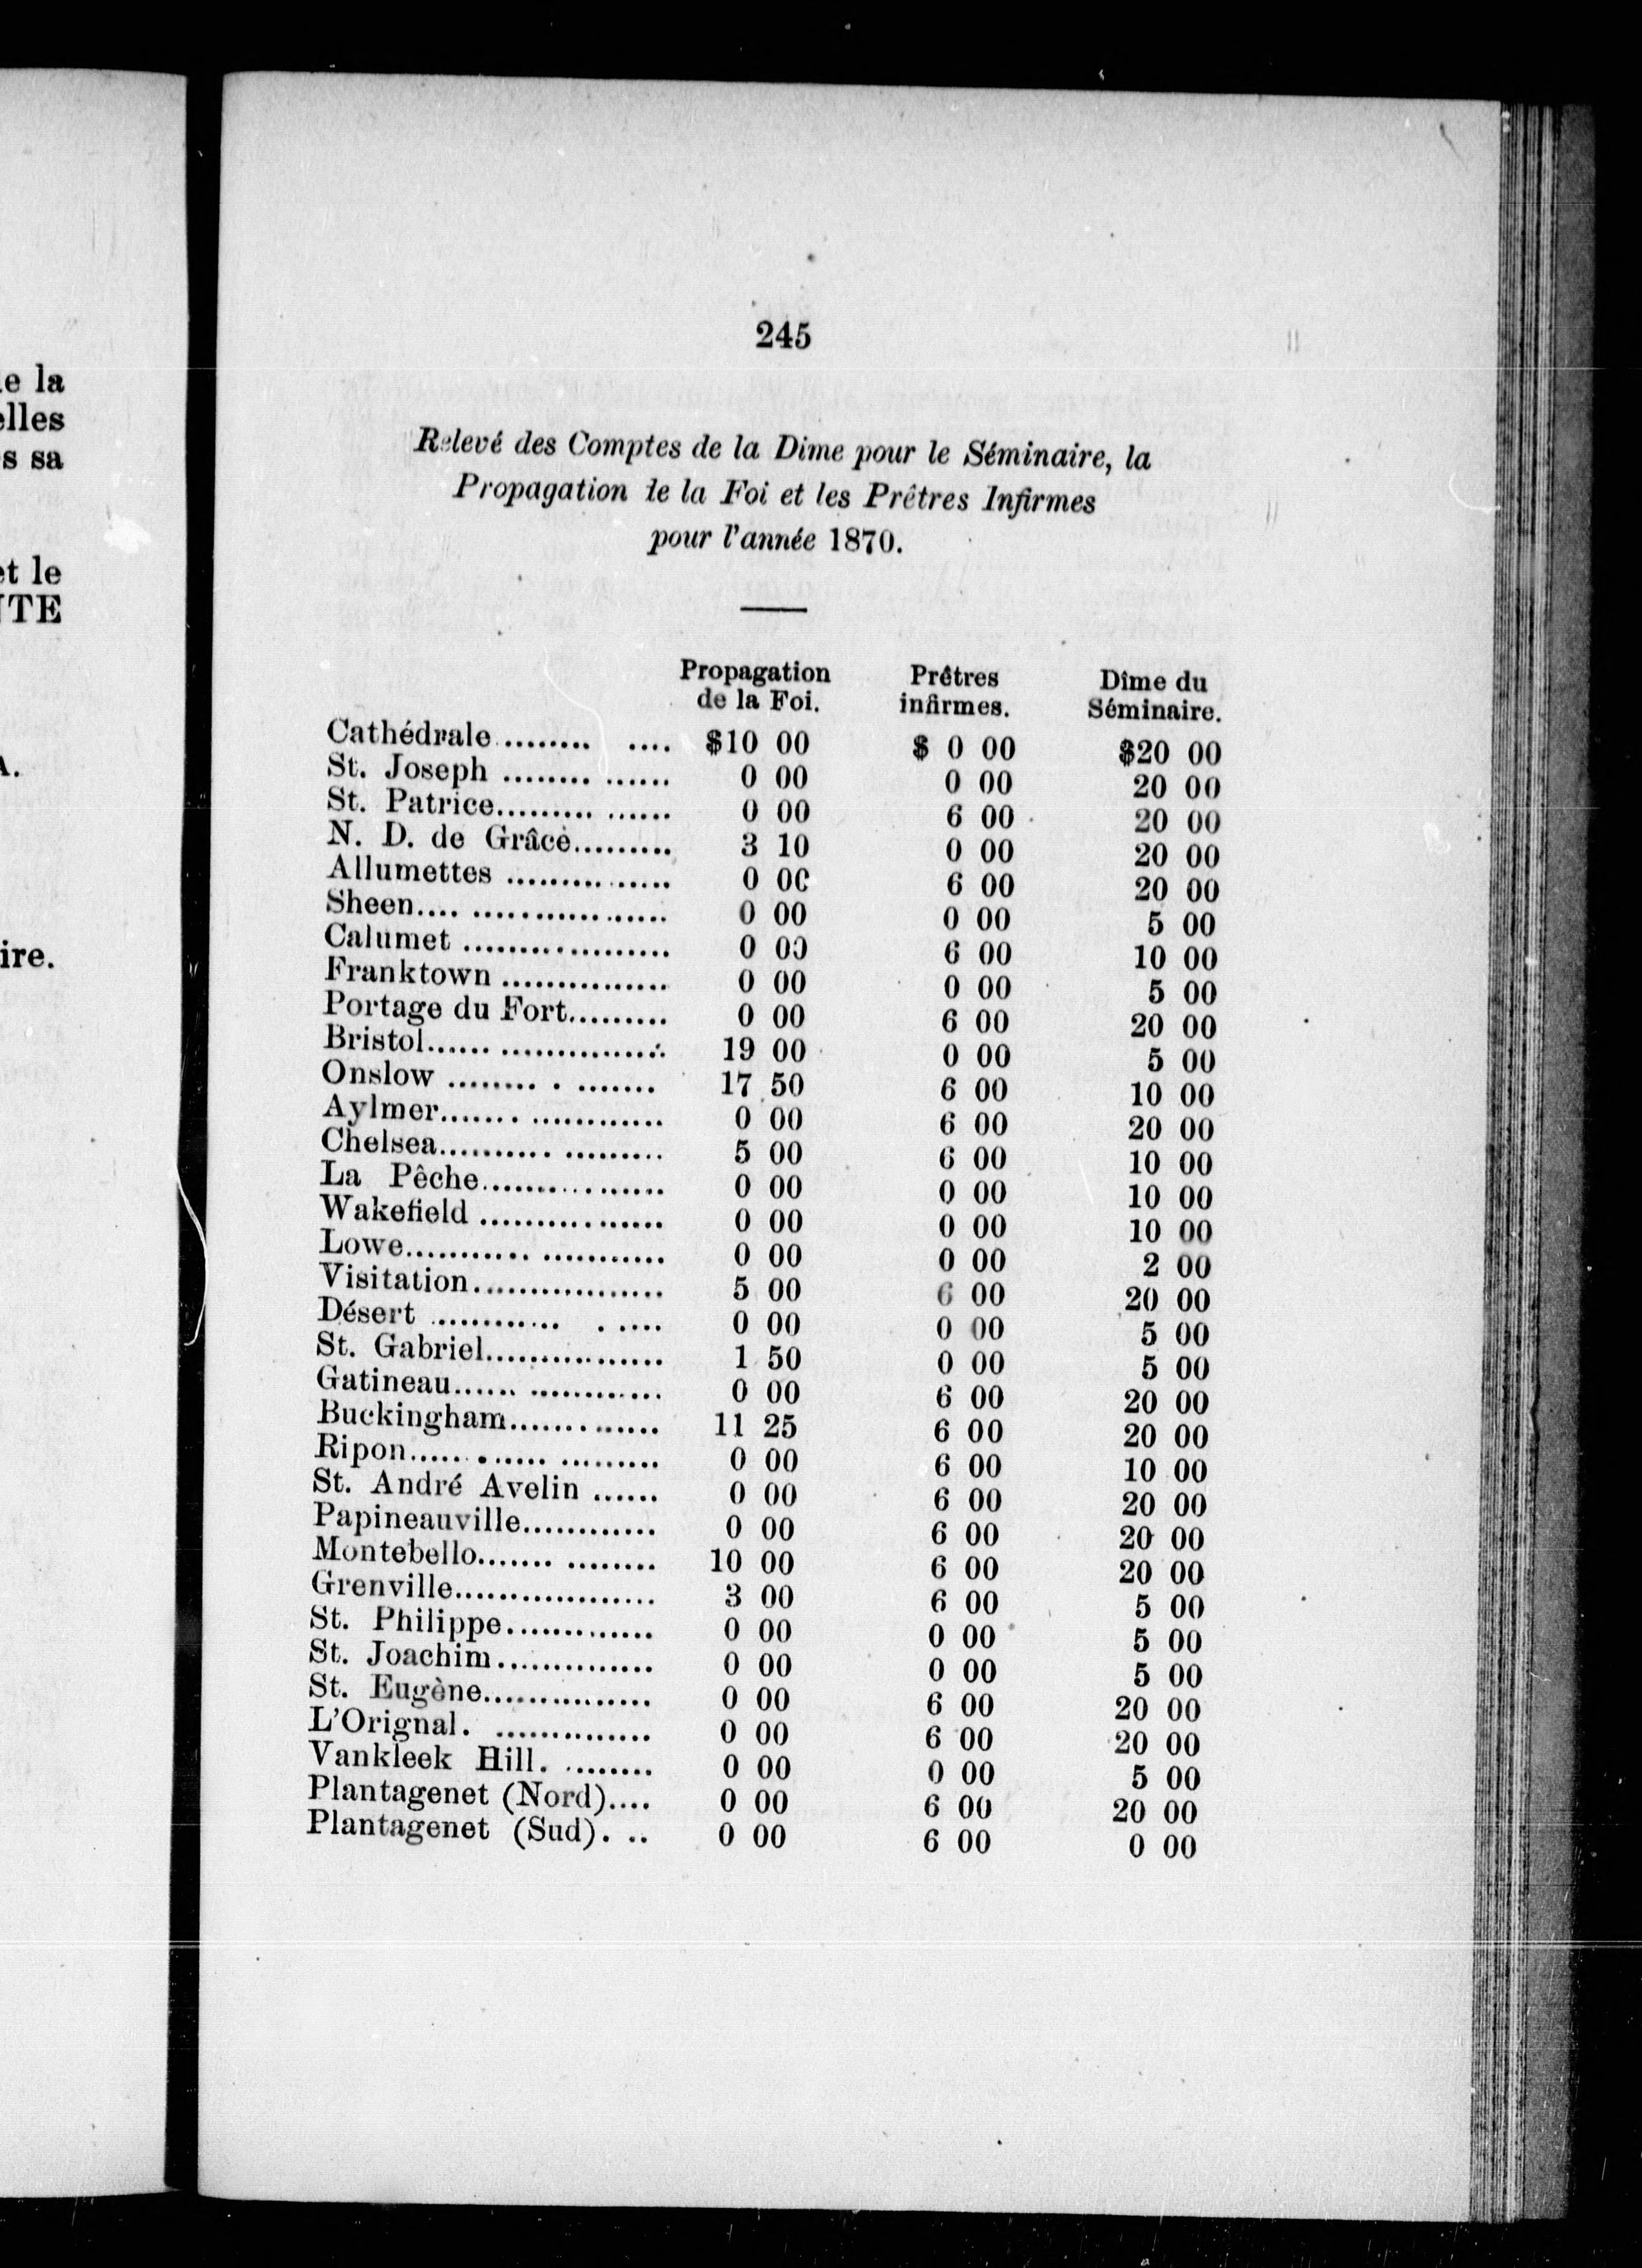 e la
elles
s sa
et le
NTE
A.
ire.
245
Relevé des Comptes de la Dime pour le Séminaire, la
Propagation de la Foi et les Prêtres Infirmes
pour l'année 1870.
Propagation de la Foi. Prêtres infirmes. Dîme du Séminaire.
Cathédrale ......... .... $10 00 $ 0 00 $20 00
St. Joseph ......... ...... 0 00 0 00 20 00
St. Patrice.......... ...... 0 00 6 00 20 00
N. D. de Grâce......... 3 10 0 00 20 00
Allumettes ............... 0 00 6 00 20 00
Sheen.... .................. 0 00 0 00 5 00
Calumet ................... 0 00 6 00 10 00
Franktown ............... 0 00 0 00 5 00
Portage du Fort......... 0 00 6 00 20 00
Bristol...... ............... 19 00 0 00 5 00
Onslow ........ . ....... 17 50 6 00 10 00
Aylmer....... ............ 0 00 6 00 20 00
Chelsea........... ......... 5 00 6 00 10 00
La Pêche................. 0 00 0 00 10 00
Wakefield ................. 0 00 0 00 10 00
Lowe............ ........... 0 00 0 00 2 00
Visitation................. 5 00 6 00 20 00
Désert ............ . .... 0 00 0 00 5 00
St. Gabriel................ 1 50 0 00 5 00
Gatineau...... ............ 0 00 6 00 20 00
Buckingham.............. 11 25 6 00 20 00
Ripon............... ......... 0 00 6 00 10 00
St. André Avelin ...... 0 00 6 00 20 00
Papineauville............. 0 00 6 00 20 00
Montebello....... ........ 10 00 6 00 20 00
Grenville................... 3 00 6 00 5 00
St. Philippe............. 0 00 0 00 5 00
St. Joachim.............. 0 00 0 00 5 00
St. Eugène............... 0 00 6 00 20 00
L'Orignal. .............. 0 00 6 00 20 00
Vankleek Hill. ......... 0 00 0 00 5 00
Plantagenet (Nord).... 0 00 6 00 20 00
Plantagenet (Sud). .. 0 00 6 00 0 00